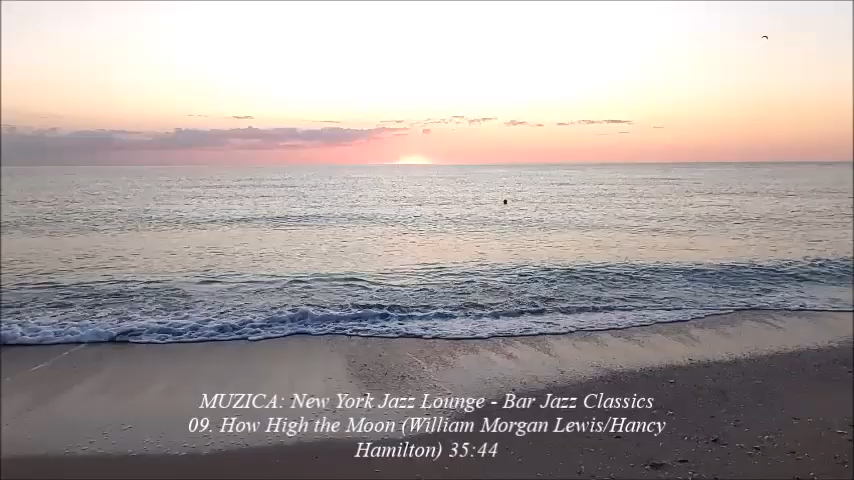 MUZICA: New York Jazz Lounge - Bar Jazz Classics
09. How High the Moon (William Morgan Lewis/Hancy
Hamilton) 35:44